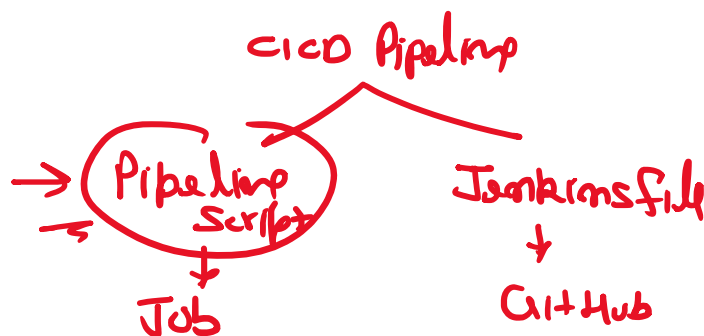 CICD Pipeline
Pipeline
script
Jenkinsfile
Job
GitHub